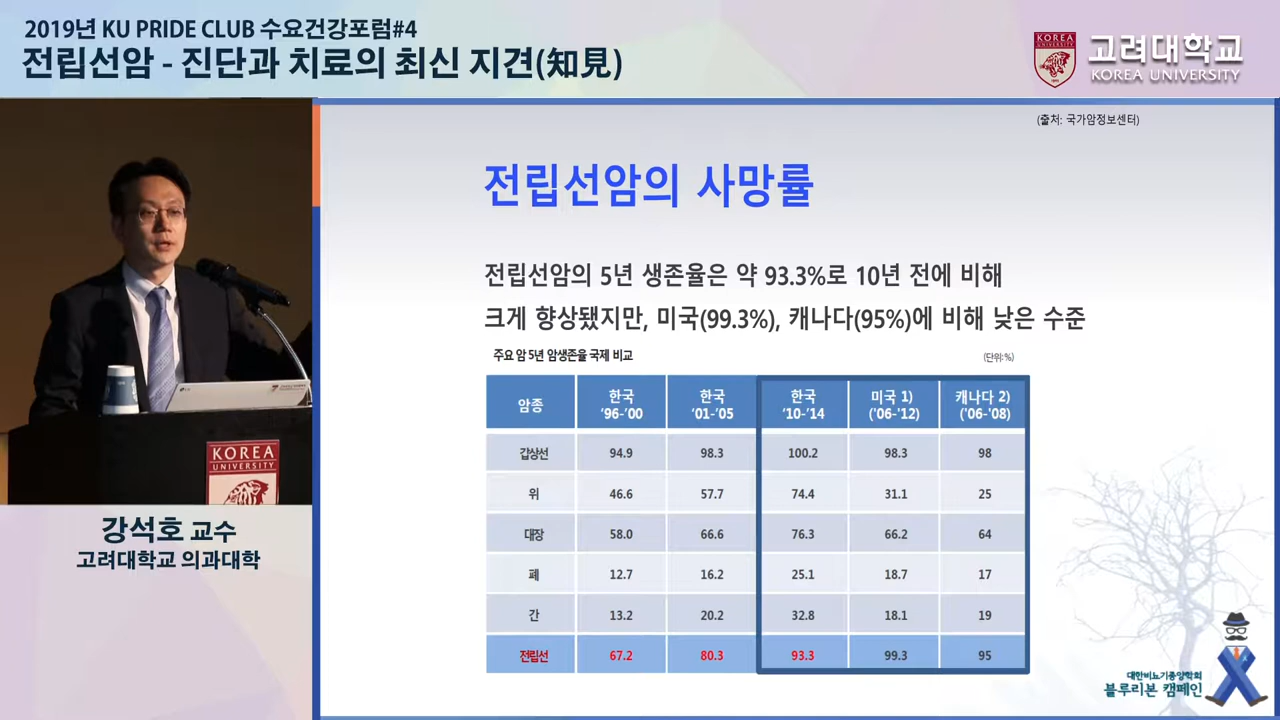 2019년 KU PRIDE CLUB 수요건강포럼#4
전립선암 - 진단과 치료의 최신 지견(知見)
KOREA
고려대학교
KOREA UNIVERSITY
(출처: 국가암정보센터)
전립선암의 사망률
전립선암의 5년 생존율은 약 93.3%로 10년 전에 비해
크게 향상됐지만, 미국(99.3%), 캐나다(95%)에 비해 낮은 수준
주요 암 5년 암생존율 국제 비교
(단위:%)
암종 한국 '96-'00 한국 '01-'05 한국 '10-'14 미국 1) ('06-'12) 캐나다 2) ('06-'08)
갑상선 94.9 98.3 100.2 98.3 98
위 46.6 57.7 74.4 31.1 25
대장 58.0 66.6 76.3 66.2 64
폐 12.7 16.2 25.1 18.7 17
간 13.2 20.2 32.8 18.1 19
전립선 67.2 80.3 93.3 99.3 95
KOREA
UNIVERSITY
강석호 교수
고려대학교 의과대학
대한비뇨기종양학회
블루리본 캠페인